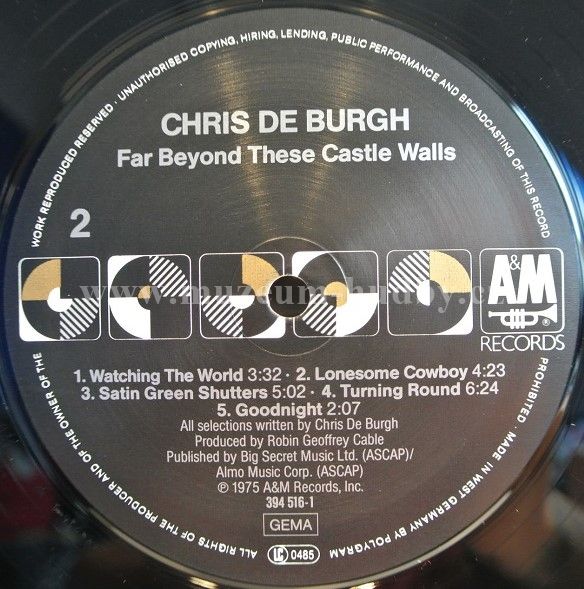 WORK REPRODUCED RESERVED · UNAUTHORISED COPYING, HIRING, LENDING, PUBLIC PERFORMANCE AND BROADCASTING OF THIS RECORD
CHRIS DE BURGH
Far Beyond These Castle Walls
2
A&M
®
RECORDS
1. Watching The World 3:32 · 2. Lonesome Cowboy 4:23
3. Satin Green Shutters 5:02 · 4. Turning Round 6:24
5. Goodnight 2:07
All selections written by Chris De Burgh
Produced by Robin Geoffrey Cable
Published by Big Secret Music Ltd. (ASCAP)/
Almo Music Corp. (ASCAP)
℗ 1975 A&M Records, Inc.
394 516-1
GEMA
LC 0485
PROHIBITED · MADE IN WEST GERMANY BY POLYGRAM
ALL RIGHTS OF THE PRODUCER AND OF THE OWNER OF THE